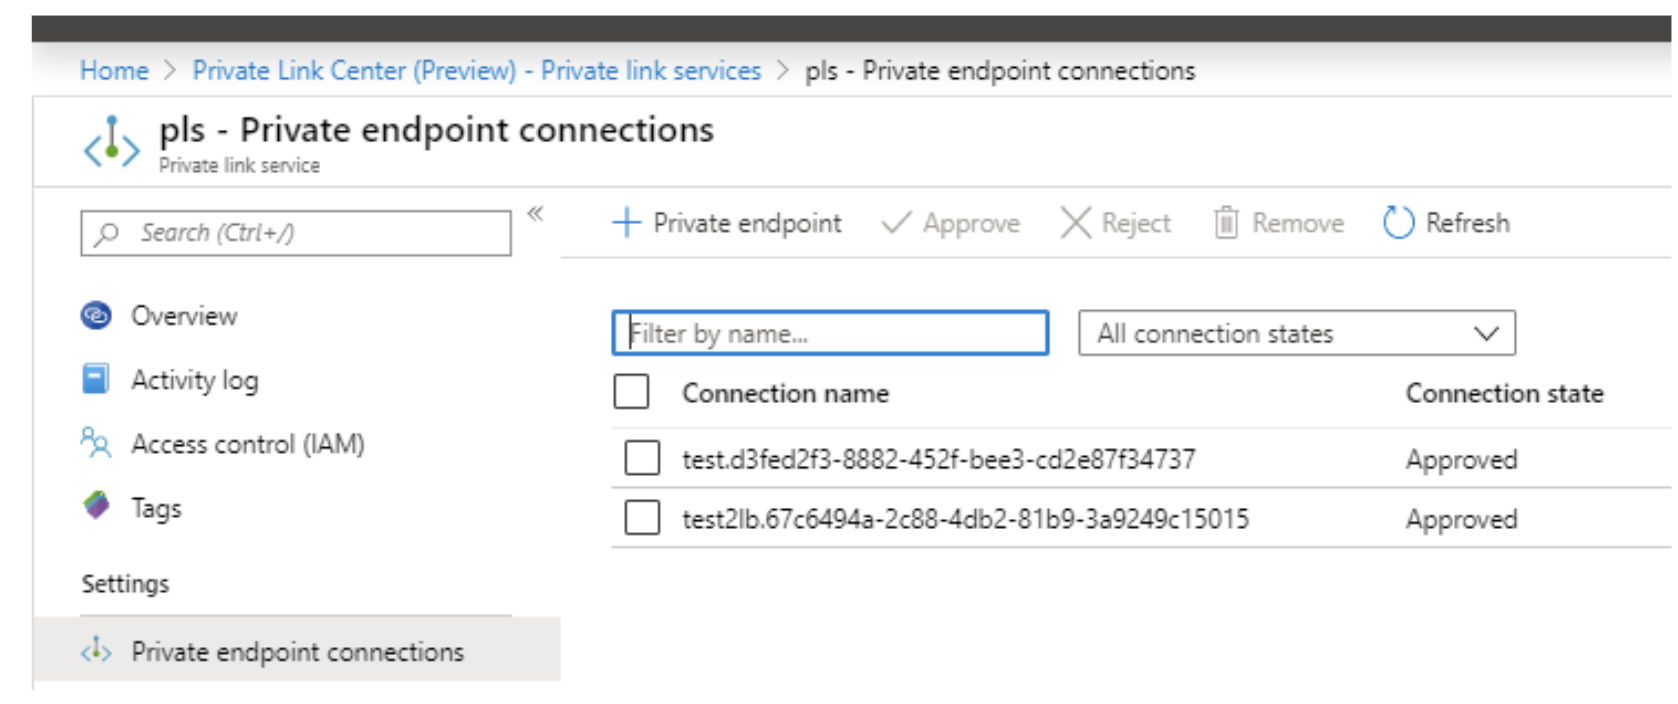 Home > Private Link Center (Preview) - Private link services > pls - Private endpoint connections
pls - Private endpoint connections
Private link service
Search (Ctrl+/)
«
+ Private endpoint Approve Reject Remove Refresh
Overview
Activity log
Access control (IAM)
Tags
Settings
Private endpoint connections
Filter by name... All connection states
Connection name Connection state
test.d3fed2f3-8882-452f-bee3-cd2e87f34737 Approved
test2lb.67c6494a-2c88-4db2-81b9-3a9249c15015 Approved